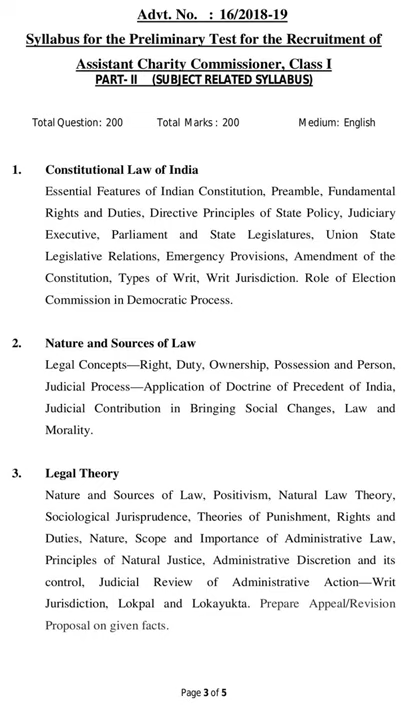 Advt. No. : 16/2018-19
Syllabus for the Preliminary Test for the Recruitment of
Assistant Charity Commissioner, Class I
PART- II (SUBJECT RELATED SYLLABUS)
Total Question: 200 Total Marks : 200 Medium: English
1. Constitutional Law of India
Essential Features of Indian Constitution, Preamble, Fundamental
Rights and Duties, Directive Principles of State Policy, Judiciary
Executive, Parliament and State Legislatures, Union State
Legislative Relations, Emergency Provisions, Amendment of the
Constitution, Types of Writ, Writ Jurisdiction. Role of Election
Commission in Democratic Process.
2. Nature and Sources of Law
Legal Concepts—Right, Duty, Ownership, Possession and Person,
Judicial Process—Application of Doctrine of Precedent of India,
Judicial Contribution in Bringing Social Changes, Law and
Morality.
3. Legal Theory
Nature and Sources of Law, Positivism, Natural Law Theory,
Sociological Jurisprudence, Theories of Punishment, Rights and
Duties, Nature, Scope and Importance of Administrative Law,
Principles of Natural Justice, Administrative Discretion and its
control, Judicial Review of Administrative Action—Writ
Jurisdiction, Lokpal and Lokayukta. Prepare Appeal/Revision
Proposal on given facts.
Page 3 of 5